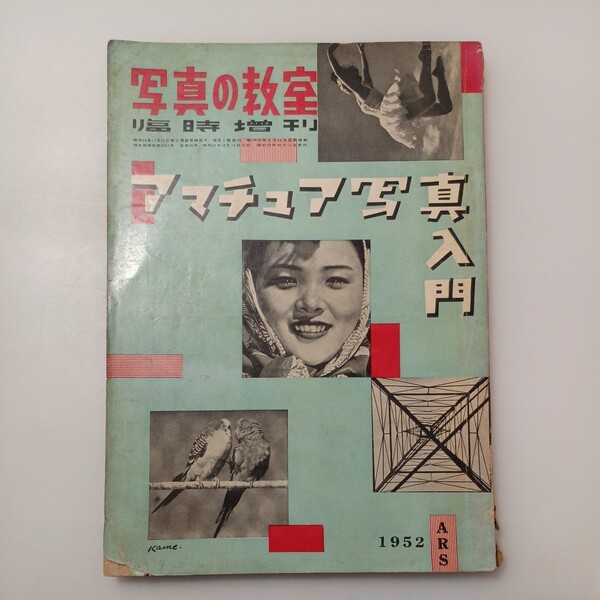 写真の教室
臨時増刊
アマチュア写真
入門
Kame.
1952
ARS